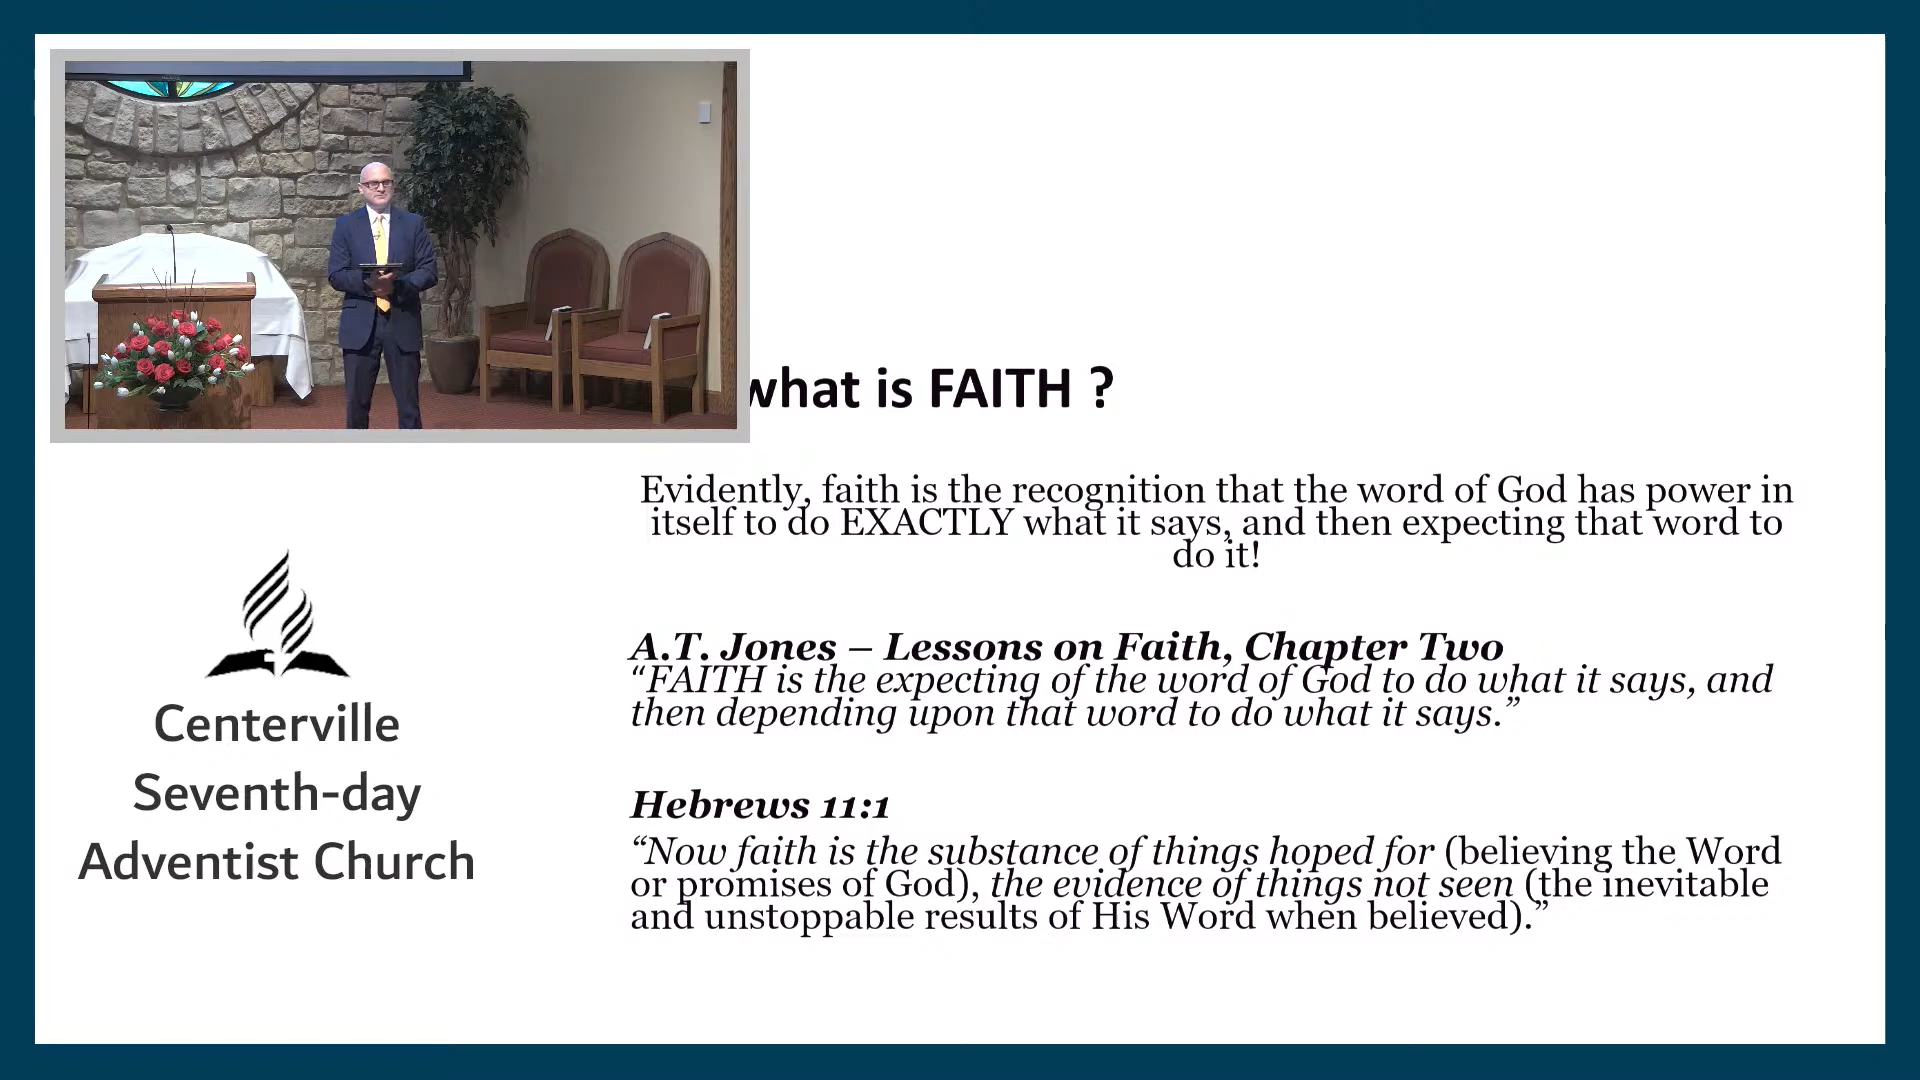 what is FAITH ?
Evidently, faith is the recognition that the word of God has power in
itself to do EXACTLY what it says, and then expecting that word to
do it!
A.T. Jones – Lessons on Faith, Chapter Two
“FAITH is the expecting of the word of God to do what it says, and
then depending upon that word to do what it says.”
Hebrews 11:1
“Now faith is the substance of things hoped for (believing the Word
or promises of God), the evidence of things not seen (the inevitable
and unstoppable results of His Word when believed).”
Centerville
Seventh-day
Adventist Church